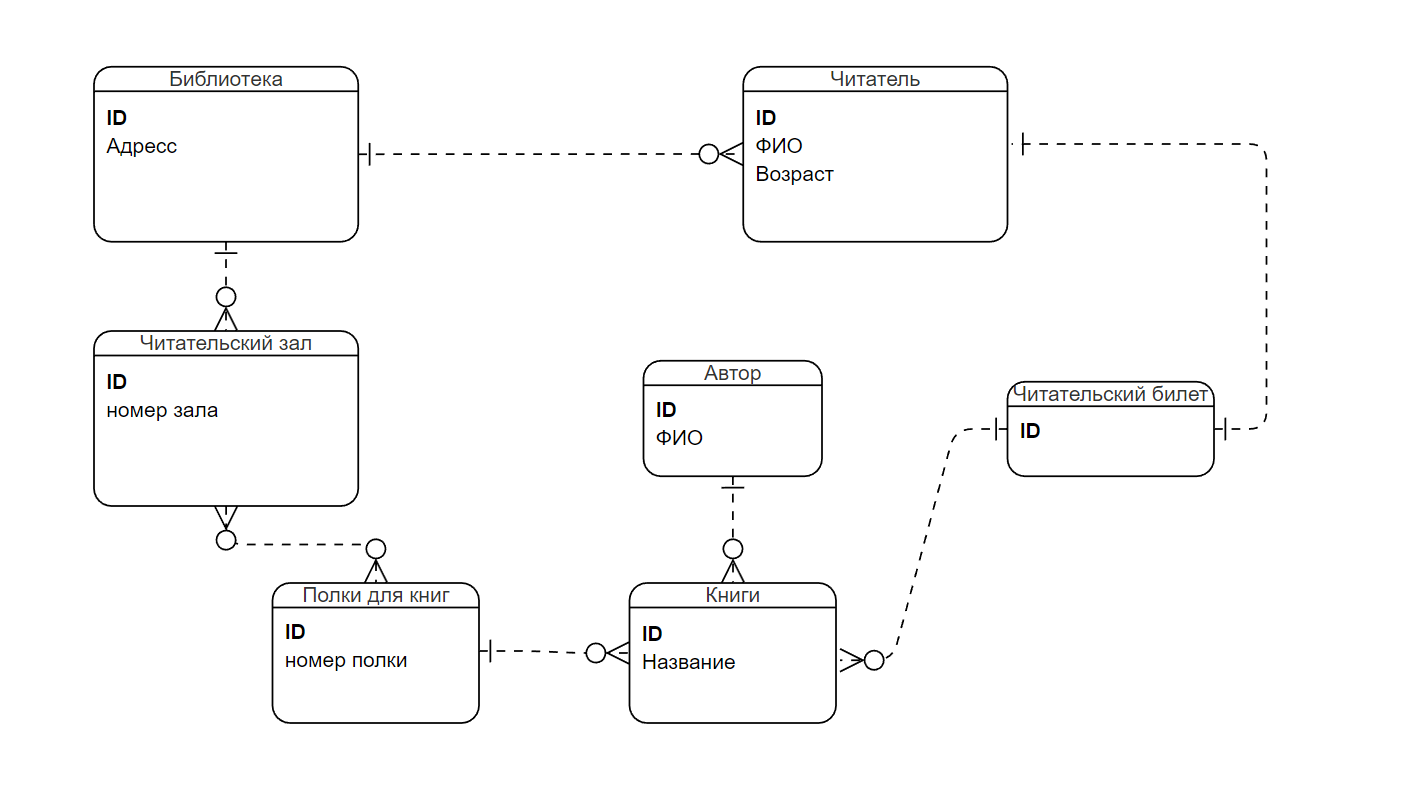 Библиотека
ID
Адресс
Читатель
ID
ФИО
Возраст
Читательский зал
ID
номер зала
Автор
ID
ФИО
Читательский билет
ID
Полки для книг
ID
номер полки
Книги
ID
Название